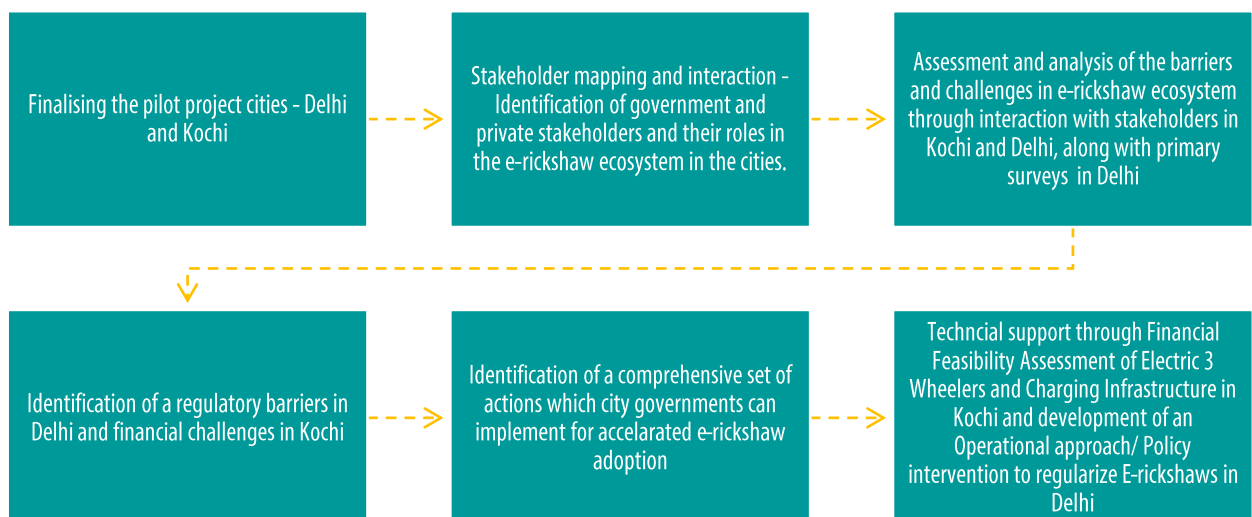 Finalising the pilot project cities - Delhi
and Kochi
Stakeholder mapping and interaction -
Identification of government and
private stakeholders and their roles in
the e-rickshaw ecosystem in the cities.
Assessment and analysis of the barriers
and challenges in e-rickshaw ecosystem
through interaction with stakeholders in
Kochi and Delhi, along with primary
surveys in Delhi
Identification of a regulatory barriers in
Delhi and financial challenges in Kochi
Identification of a comprehensive set of
actions which city governments can
implement for accelarated e-rickshaw
adoption
Techncial support through Financial
Feasibility Assessment of Electric 3
Wheelers and Charging Infrastructure in
Kochi and development of an
Operational approach/ Policy
intervention to regularize E-rickshaws in
Delhi